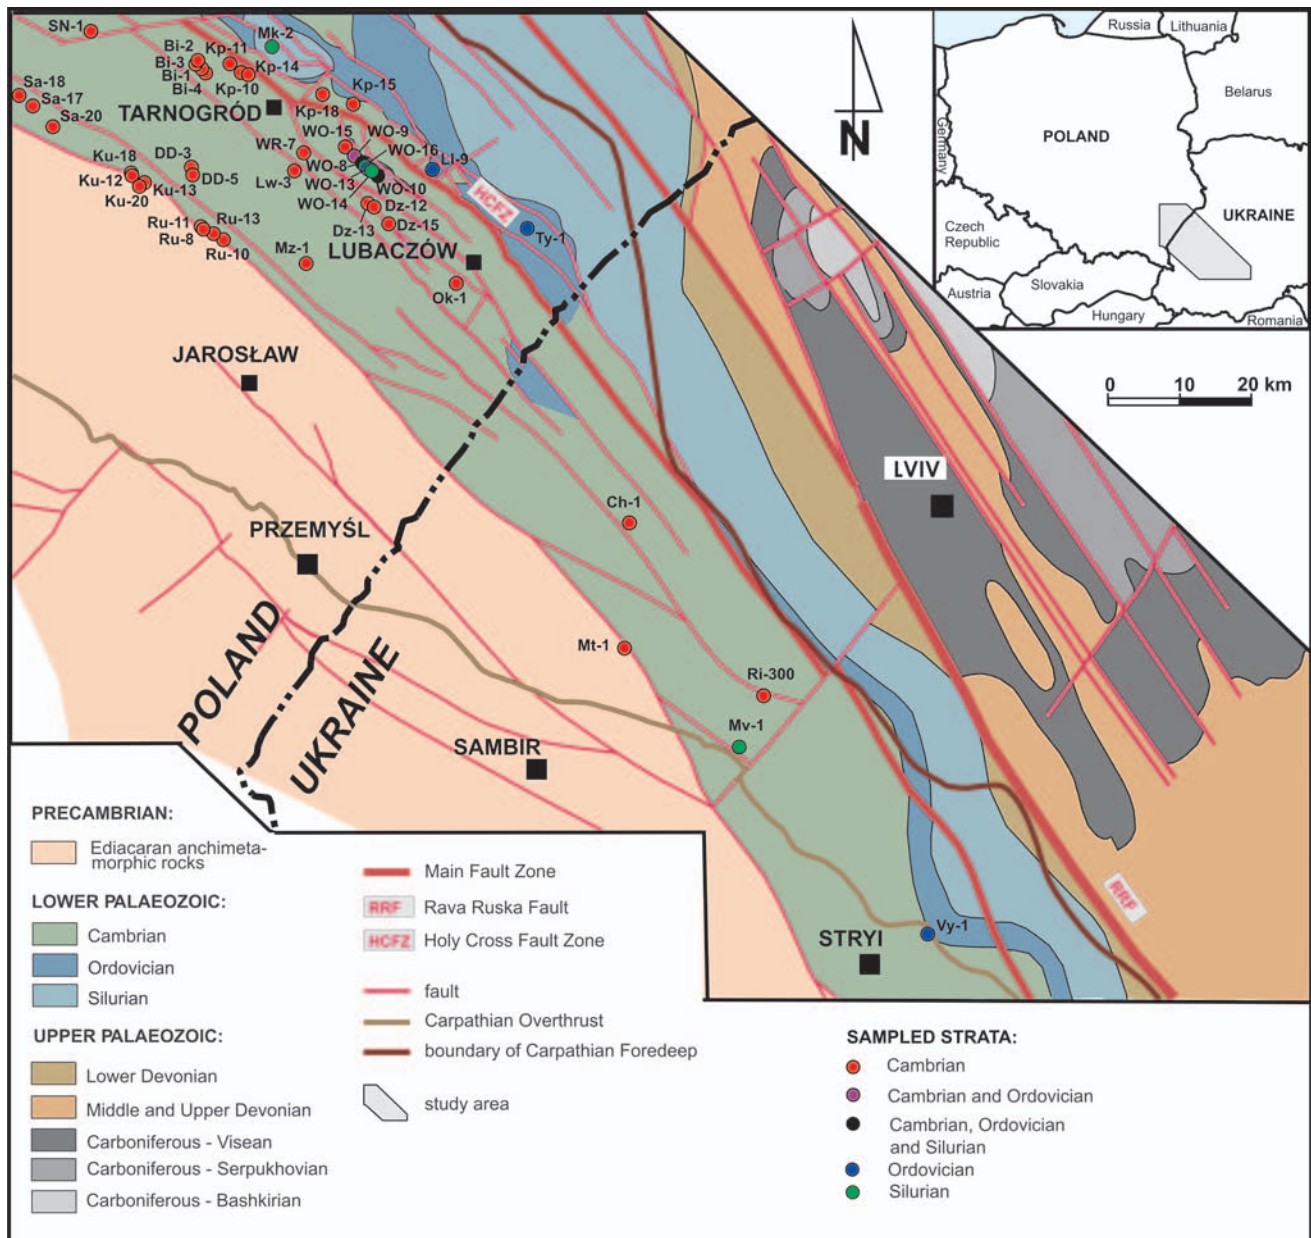 SN-1
Bi-2
Kp-11
Mk-2
Bi-3
Bi-1
Kp-14
Bi-4
Kp-10
Kp-15
Sa-18
Sa-17
Sa-20
TARNOGRÓD
Kp-18
WO-15
WO-9
WO-16
WR-7
WO-8
Ll-9
Ku-18
DD-3
Lw-3
WO-13
WO-10
Ku-12
DD-5
Ku-13
WO-14
Dz-12
HCFZ
Ku-20
Ru-11
Ru-13
Dz-13
Dz-15
Ty-1
Ru-8
Ru-10
Mz-1
LUBACZÓW
Ok-1
JAROSŁAW
PRZEMYŚL
POLAND
UKRAINE
SAMBIR
Ch-1
Mt-1
Ri-300
Mv-1
LVIV
STRYI
Vy-1
RRF
N
Russia
Lithuania
Belarus
Germany
POLAND
UKRAINE
Czech
Republic
Slovakia
Austria
Hungary
Romania
0 10 20 km
PRECAMBRIAN:
Ediacaran anchimeta-
morphic rocks
LOWER PALAEOZOIC:
Cambrian
Ordovician
Silurian
UPPER PALAEOZOIC:
Lower Devonian
Middle and Upper Devonian
Carboniferous - Visean
Carboniferous - Serpukhovian
Carboniferous - Bashkirian
Main Fault Zone
RRF Rava Ruska Fault
HCFZ Holy Cross Fault Zone
fault
Carpathian Overthrust
boundary of Carpathian Foredeep
study area
SAMPLED STRATA:
Cambrian
Cambrian and Ordovician
Cambrian, Ordovician
and Silurian
Ordovician
Silurian